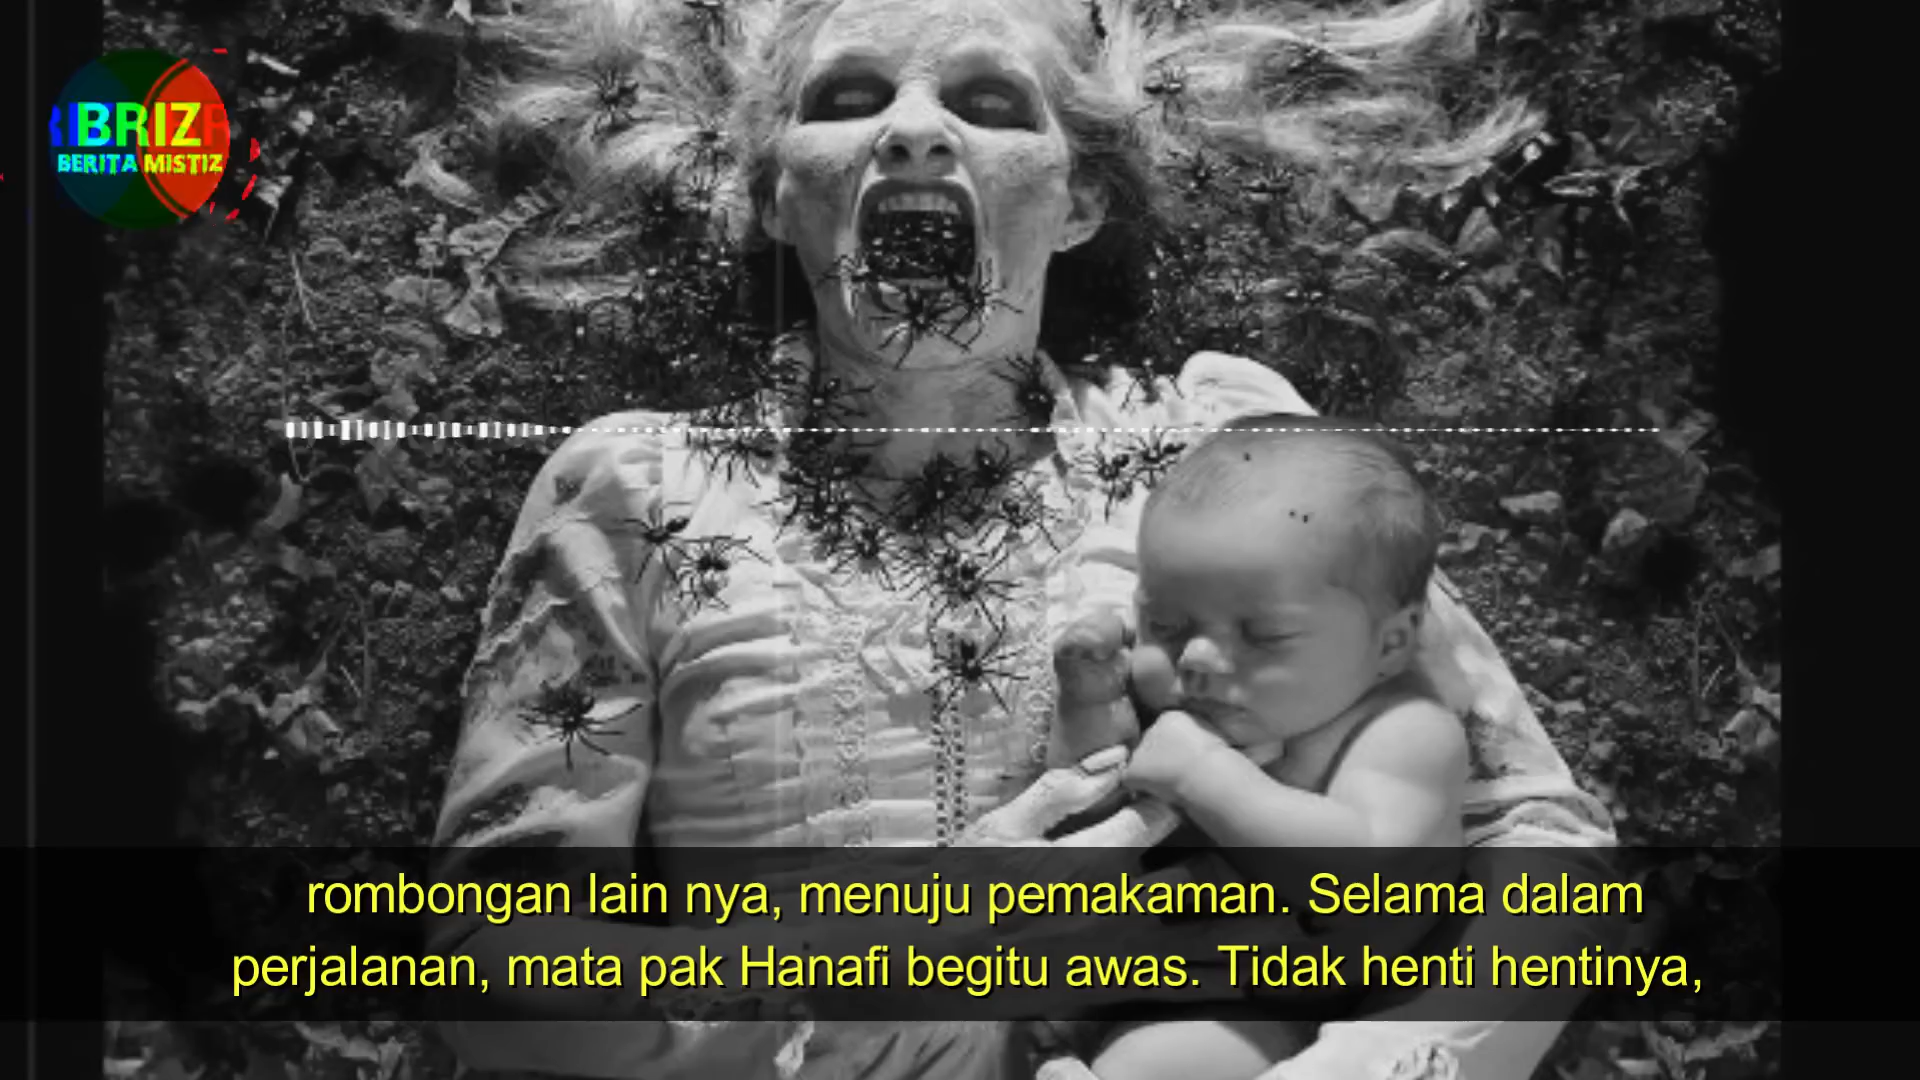 BRIZ
BERITA MISTIZ
rombongan lain nya, menuju pemakaman. Selama dalam
perjalanan, mata pak Hanafi begitu awas. Tidak henti hentinya,